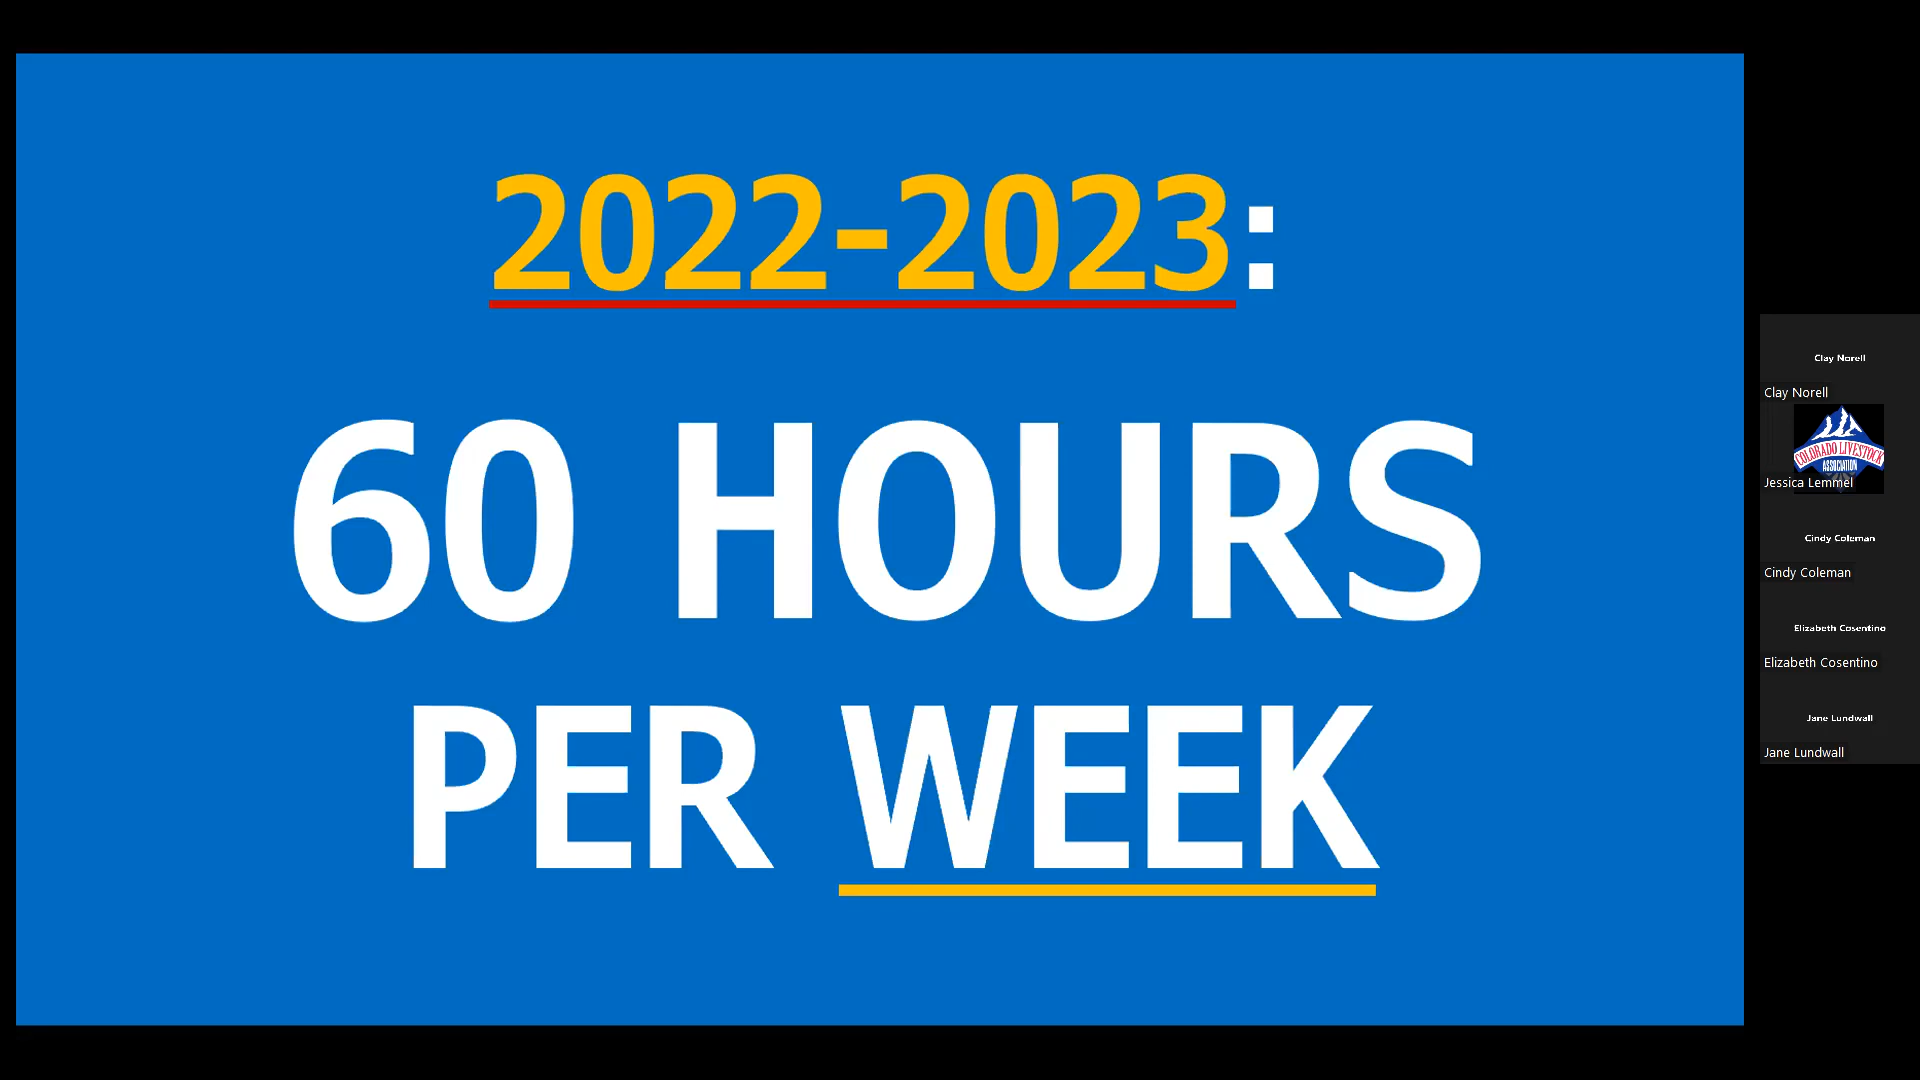 2022-2023:
60 HOURS
PER WEEK
Clay Norell
Clay Norell
COLORADO LIVESTOCK
ASSOCIATION
Jessica Lemmel
Cindy Coleman
Cindy Coleman
Elizabeth Cosentino
Elizabeth Cosentino
Jane Lundwall
Jane Lundwall